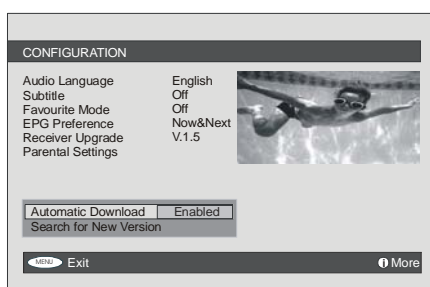 CONFIGURATION
Audio Language English
Subtitle Off
Favourite Mode Off
EPG Preference Now&Next
Receiver Upgrade V.1.5
Parental Settings
Automatic Download Enabled
Search for New Version
MENU Exit i More